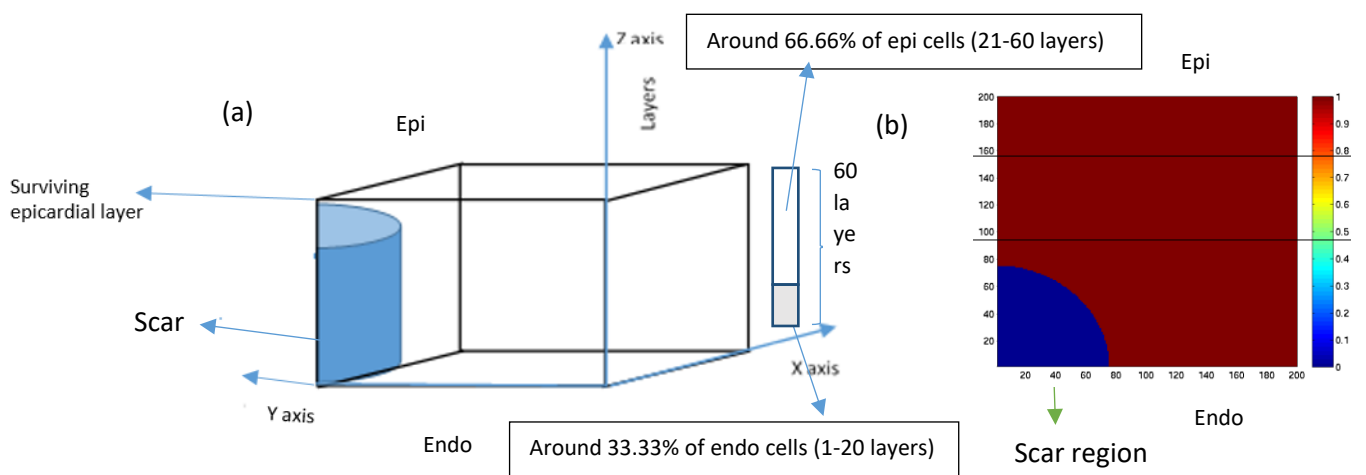 Around 66.66% of epi cells (21-60 layers)
Z axis
Layers
(a)
Epi
Surviving
epicardial layer
Scar
Y axis
Endo
X axis
60
la
ye
rs
Around 33.33% of endo cells (1-20 layers)
Epi
(b)
200
180
160
140
120
100
80
60
40
20
20 40 60 80 100 120 140 160 180 200
1
0.9
0.8
0.7
0.6
0.5
0.4
0.3
0.2
0.1
0
Endo
Scar region